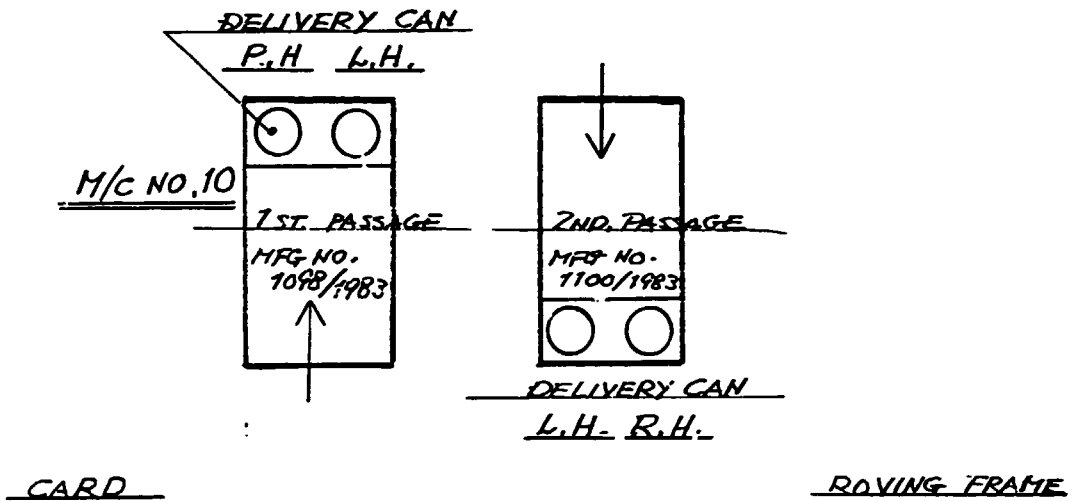 DELIVERY CAN
P.H L.H.
M/C NO.10
1ST. PASSAGE
MFG NO.
1098/1983
2ND. PASSAGE
MFG NO.
1100/1983
DELIVERY CAN
L.H. R.H.
CARD
ROVING FRAME